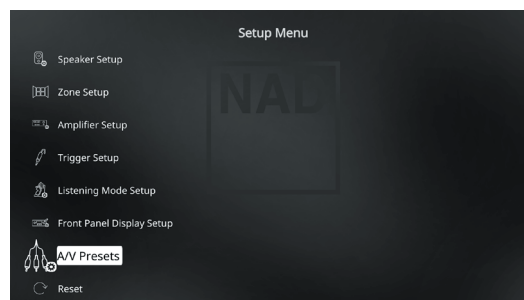 Setup Menu
Speaker Setup
Zone Setup
NAD
Amplifier Setup
Trigger Setup
Listening Mode Setup
Front Panel Display Setup
A/V Presets
Reset